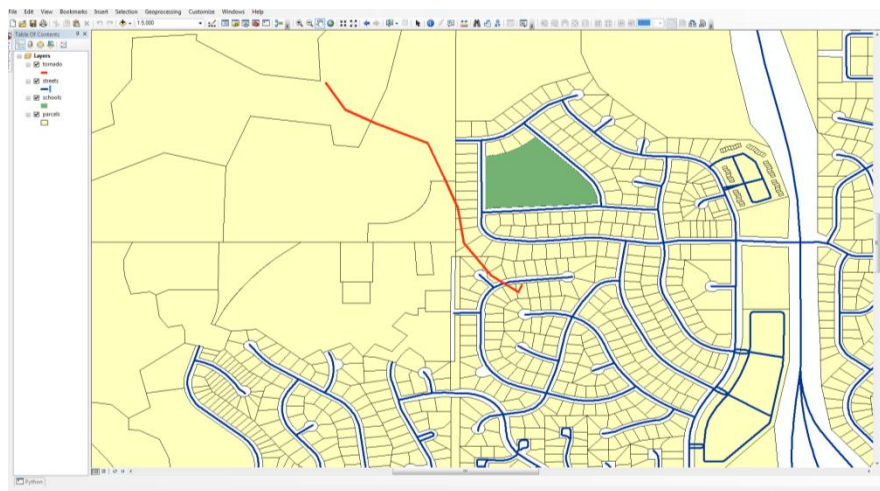 File Edit View Bookmarks Insert Selection Geoprocessing Customize Windows Help
1:5,000
Table Of Contents
Layers
tornado
streets
schools
parcels
Python